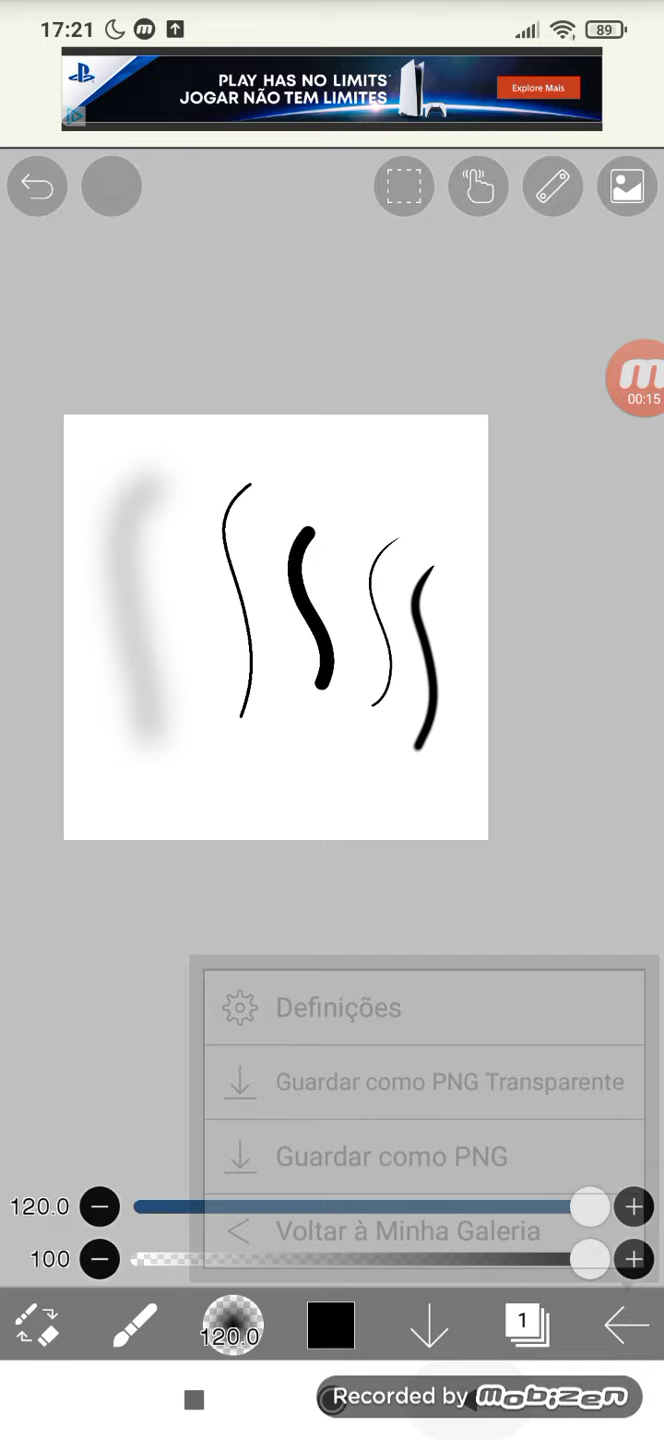 17:21
89
PLAY HAS NO LIMITS
JOGAR NÃO TEM LIMITES
Explore Mais
00:15
Definições
Guardar como PNG Transparente
Guardar como PNG
120.0
Voltar à Minha Galeria
100
120.0
1
Recorded by mobizen